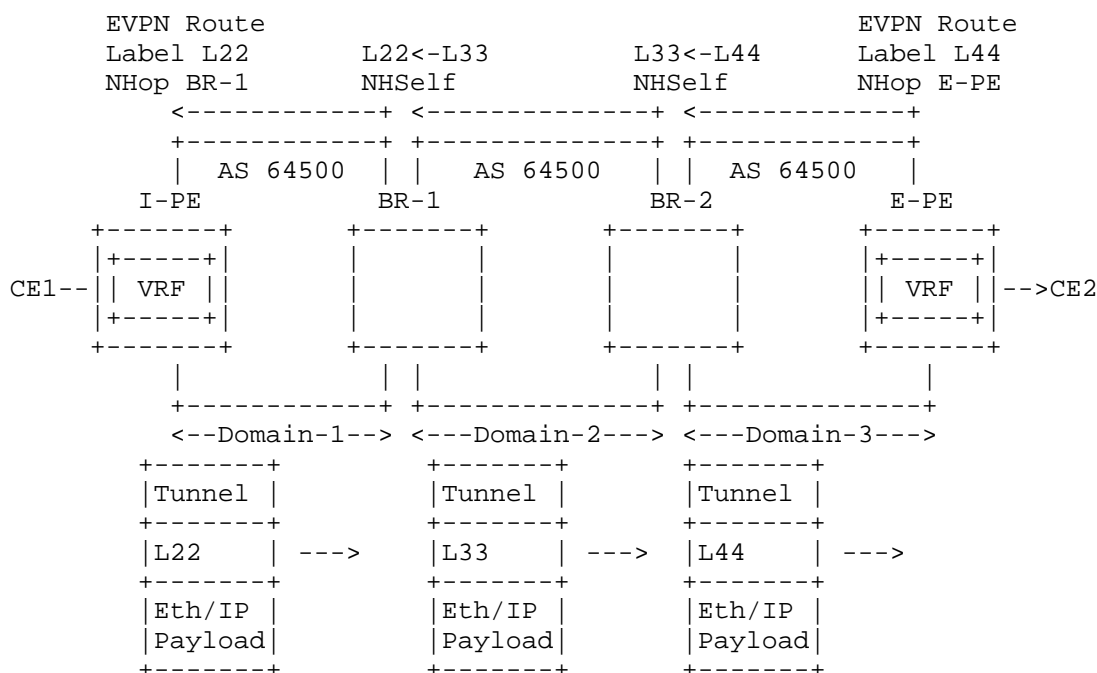 EVPN Route EVPN Route
Label L22 L22<-L33 L33<-L44 Label L44
NHop BR-1 NHSelf NHSelf NHop E-PE
AS 64500 AS 64500 AS 64500
I-PE BR-1 BR-2 E-PE
CE1--|| VRF || || VRF ||-->CE2
<--Domain-1--> <---Domain-2---> <---Domain-3--->
Tunnel Tunnel Tunnel
L22 ---> L33 ---> L44 --->
Eth/IP Eth/IP Eth/IP
Payload Payload Payload